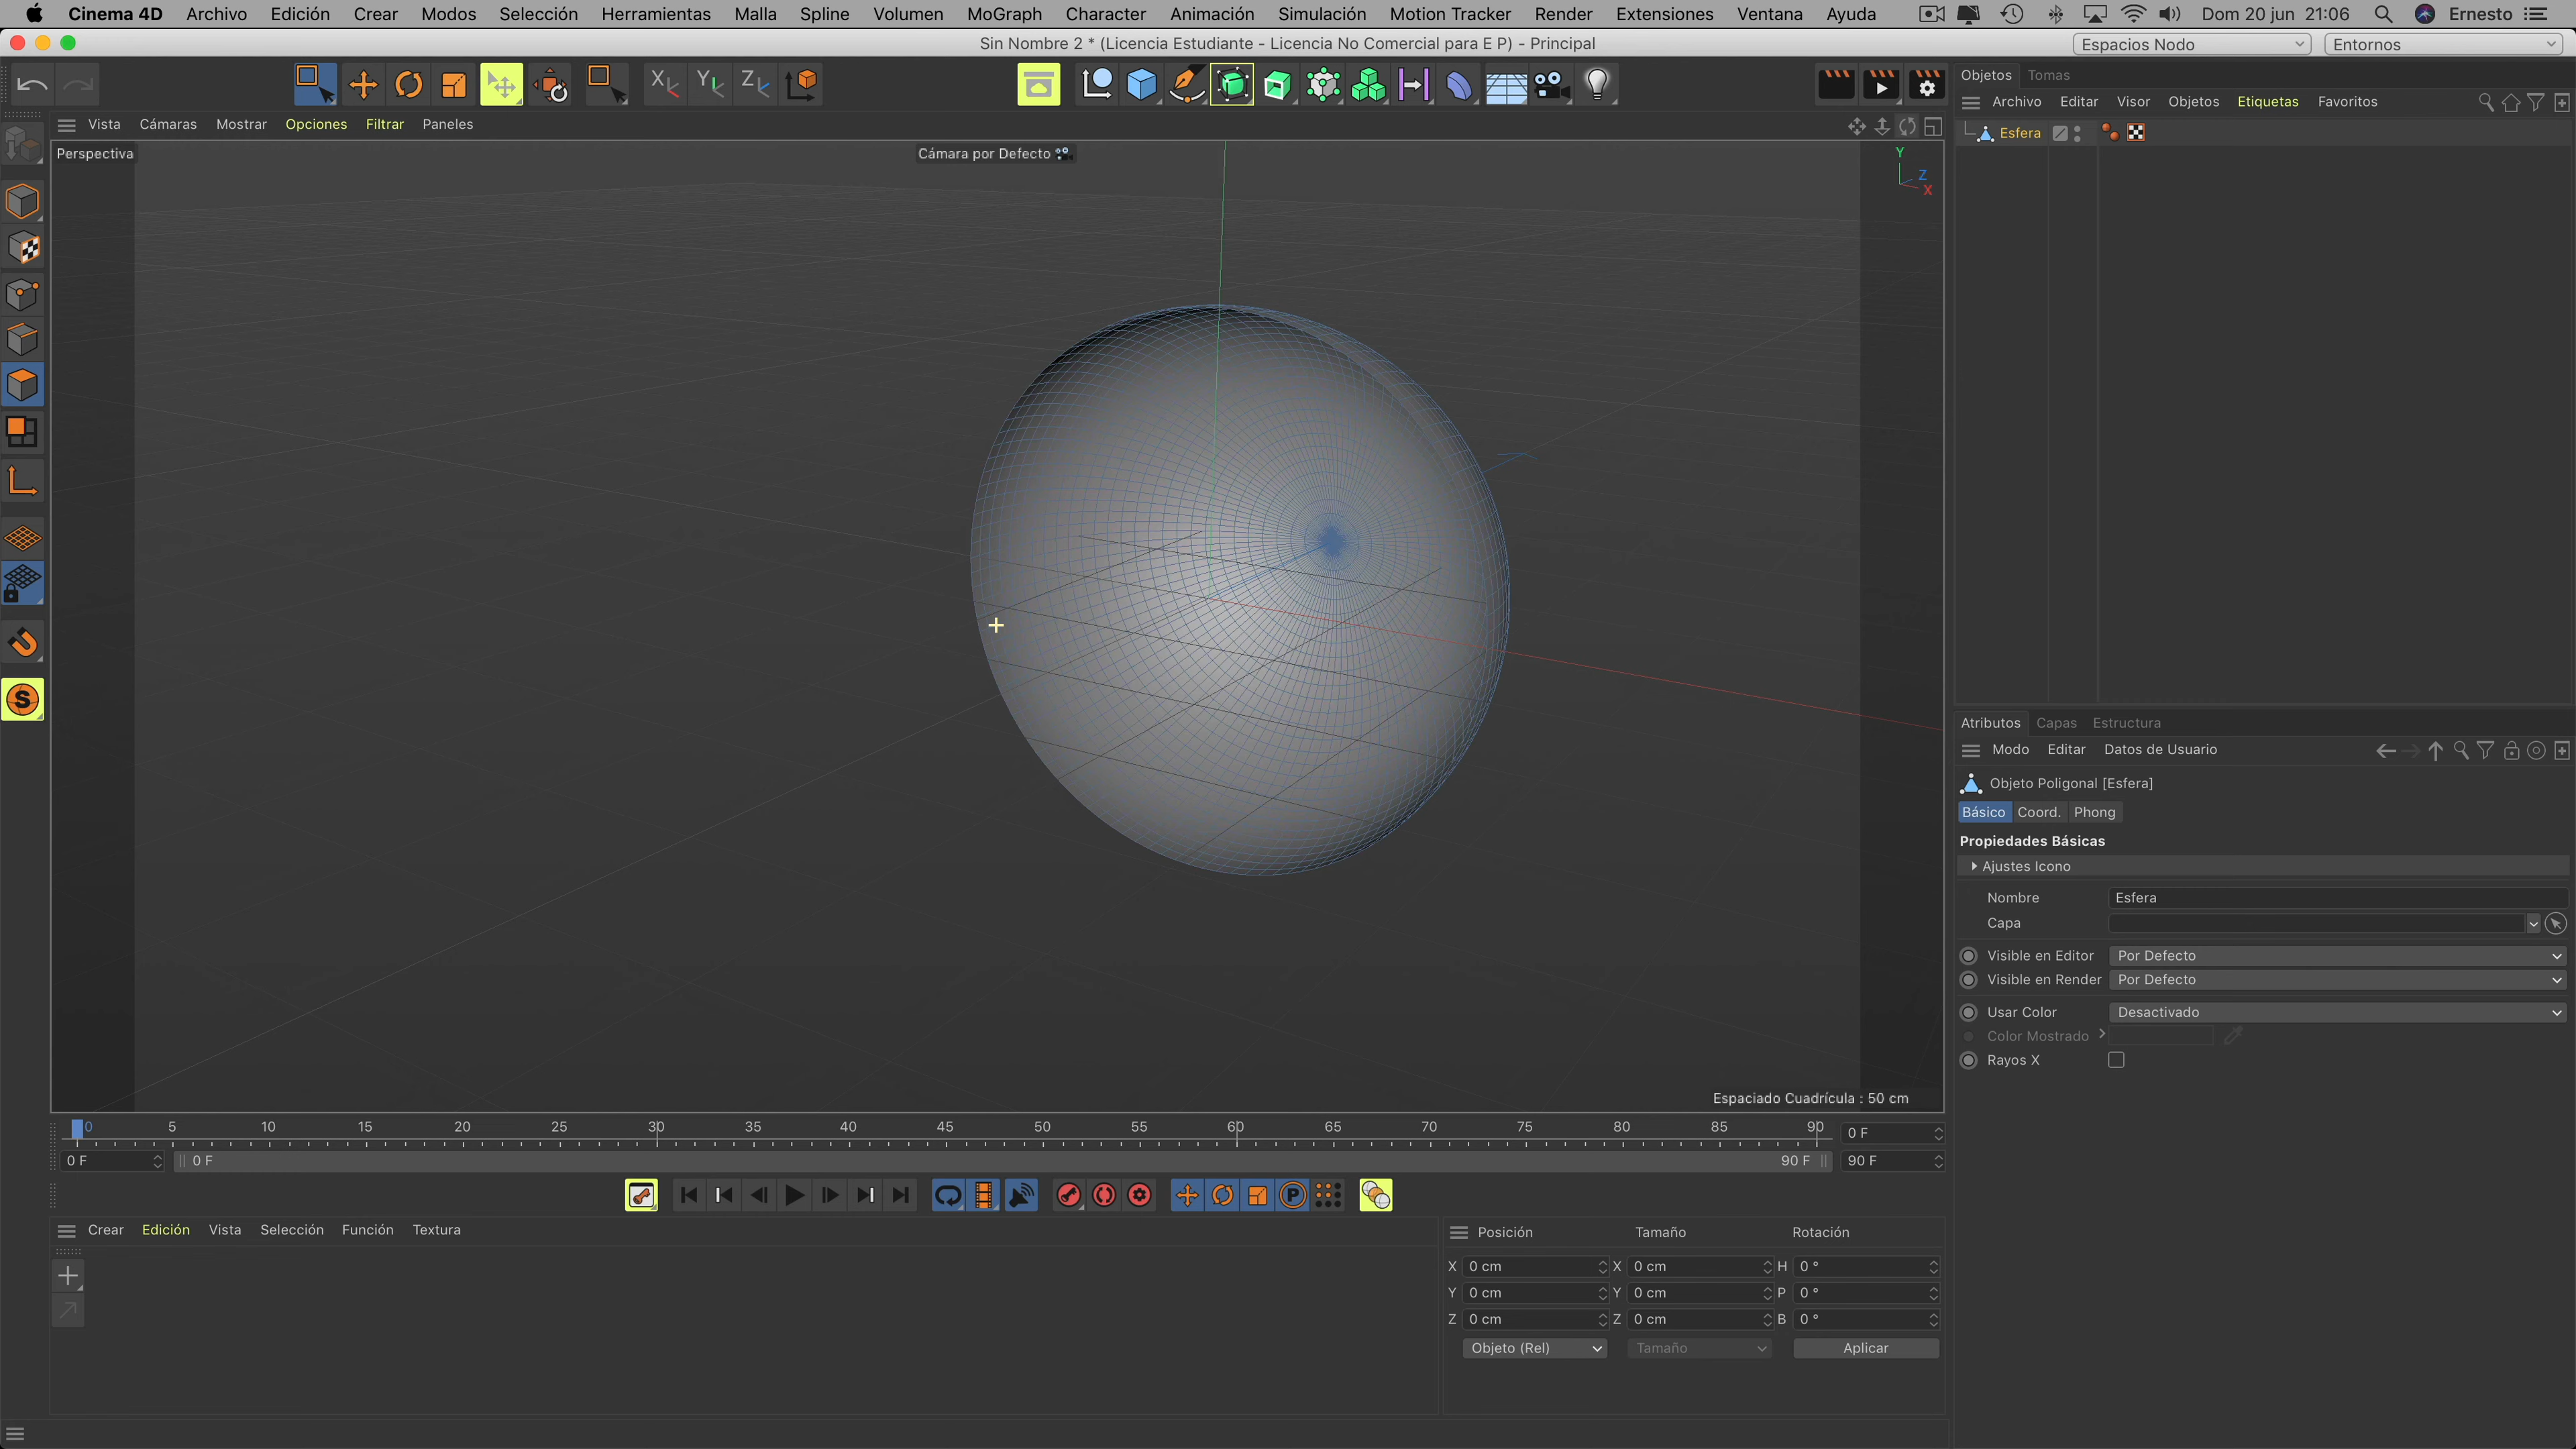 Cinema 4D Archivo Edición Crear Modos Selección Herramientas Malla Spline Volumen MoGraph Character Animación Simulación Motion Tracker Render Extensiones Ventana Ayuda Dom 20 jun 21:06 Ernesto
Sin Nombre 2 * (Licencia Estudiante - Licencia No Comercial para E P) - Principal
Espacios Nodo Entornos
X Y Z
Objetos Tomas
Archivo Editar Visor Objetos Etiquetas Favoritos
Esfera
Vista Cámaras Mostrar Opciones Filtrar Paneles
Perspectiva
Cámara por Defecto
Y
Z
X
S
Espaciado Cuadrícula : 50 cm
Atributos Capas Estructura
Modo Editar Datos de Usuario
Objeto Poligonal [Esfera]
Básico Coord. Phong
Propiedades Básicas
Ajustes Icono
Nombre Esfera
Capa
Visible en Editor Por Defecto
Visible en Render Por Defecto
Usar Color Desactivado
Color Mostrado
Rayos X
0 5 10 15 20 25 30 35 40 45 50 55 60 65 70 75 80 85 90 0 F
0 F 0 F 90 F 90 F
P
Crear Edición Vista Selección Función Textura
Posición Tamaño Rotación
X 0 cm X 0 cm H 0 °
Y 0 cm Y 0 cm P 0 °
Z 0 cm Z 0 cm B 0 °
Objeto (Rel) Tamaño Aplicar